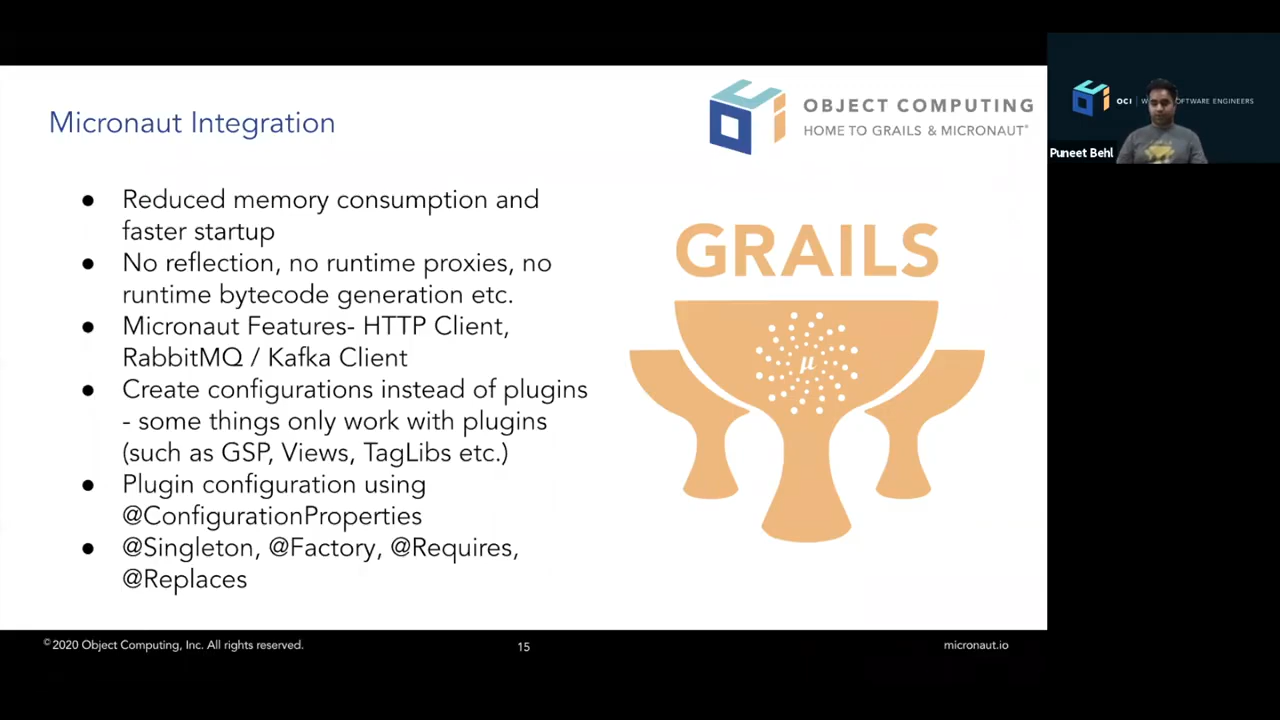 Micronaut Integration
OBJECT COMPUTING
HOME TO GRAILS & MICRONAUT®
● Reduced memory consumption and
faster startup
● No reflection, no runtime proxies, no
runtime bytecode generation etc.
● Micronaut Features- HTTP Client,
RabbitMQ / Kafka Client
● Create configurations instead of plugins
- some things only work with plugins
(such as GSP, Views, TagLibs etc.)
● Plugin configuration using
@ConfigurationProperties
● @Singleton, @Factory, @Requires,
@Replaces
GRAILS
μ
©2020 Object Computing, Inc. All rights reserved.
15
micronaut.io
OCI | W OFTWARE ENGINEERS
Puneet Behl